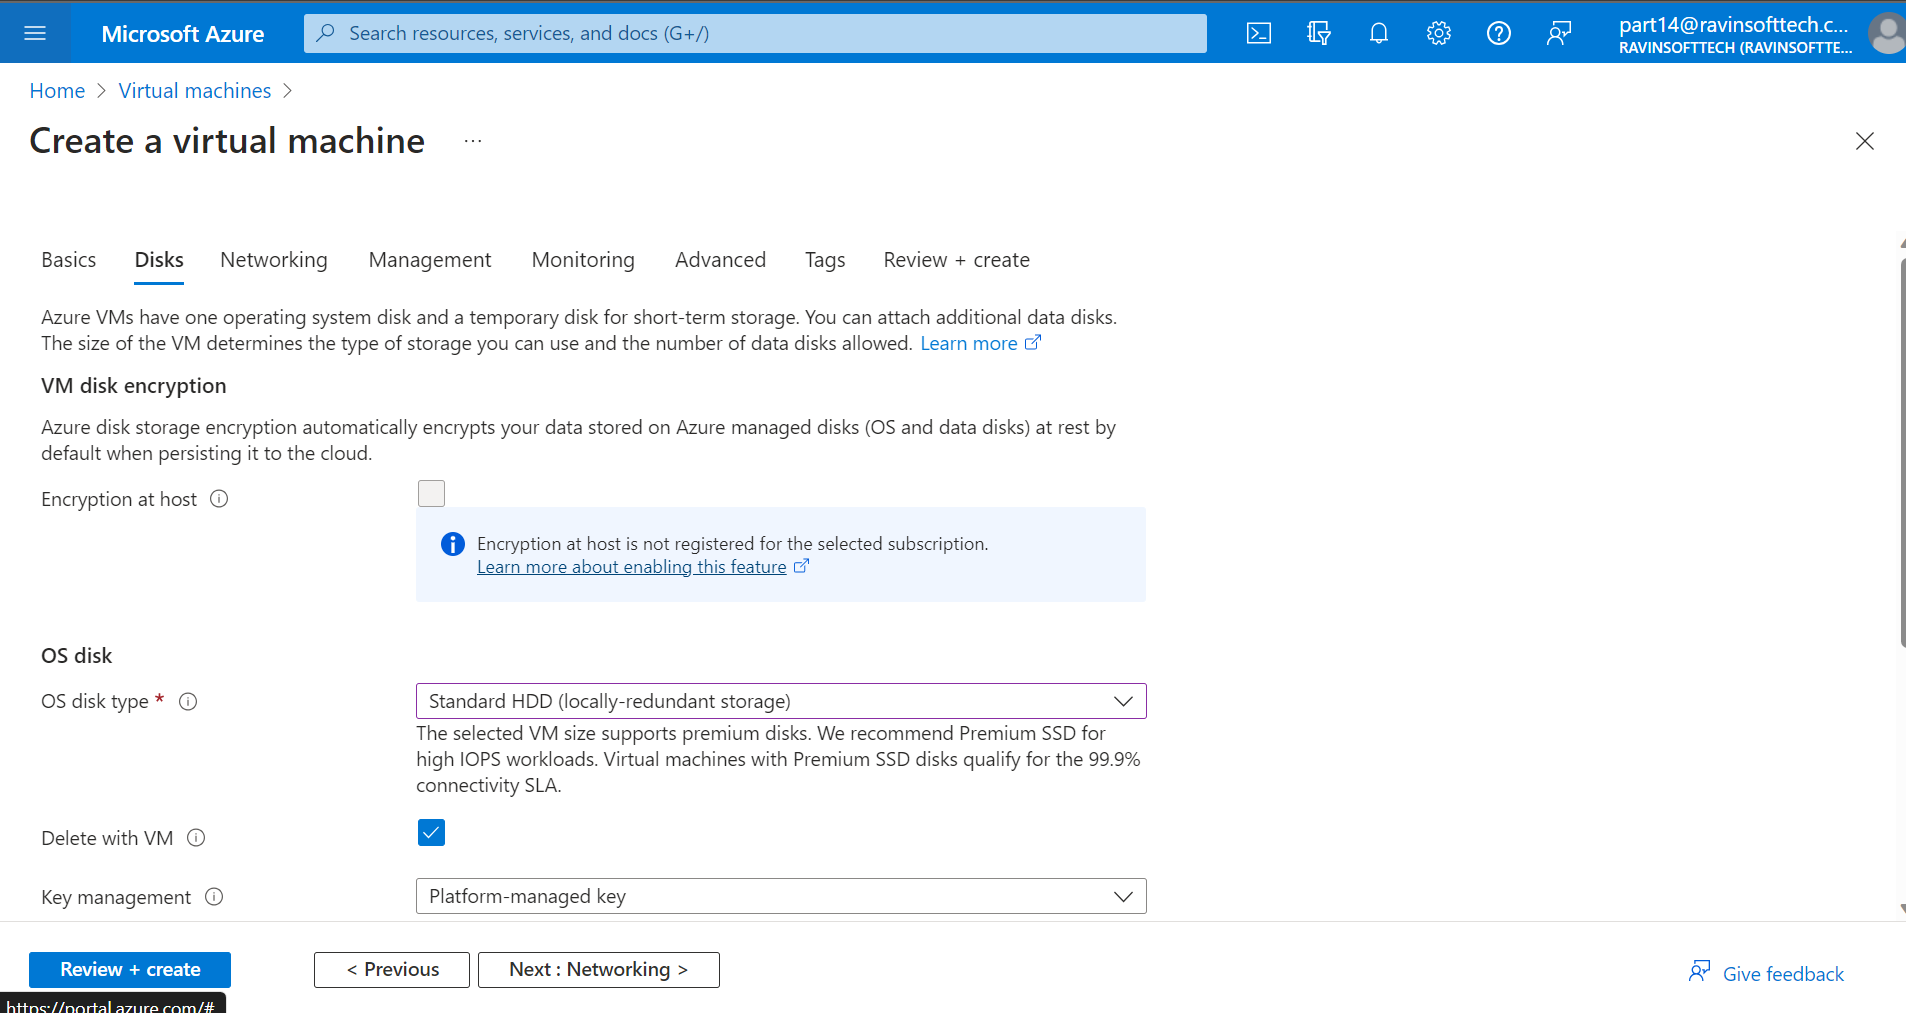 Microsoft Azure
Search resources, services, and docs (G+/)
part14@ravinsofttech.c...
RAVINSOFTTECH (RAVINSOFTTE...
Home > Virtual machines >
Create a virtual machine ...
Basics Disks Networking Management Monitoring Advanced Tags Review + create
Azure VMs have one operating system disk and a temporary disk for short-term storage. You can attach additional data disks.
The size of the VM determines the type of storage you can use and the number of data disks allowed. Learn more
VM disk encryption
Azure disk storage encryption automatically encrypts your data stored on Azure managed disks (OS and data disks) at rest by
default when persisting it to the cloud.
Encryption at host
Encryption at host is not registered for the selected subscription.
Learn more about enabling this feature
OS disk
OS disk type *
Standard HDD (locally-redundant storage)
The selected VM size supports premium disks. We recommend Premium SSD for
high IOPS workloads. Virtual machines with Premium SSD disks qualify for the 99.9%
connectivity SLA.
Delete with VM
Key management
Platform-managed key
Review + create
< Previous
Next : Networking >
Give feedback
https://portal.azure.com/#